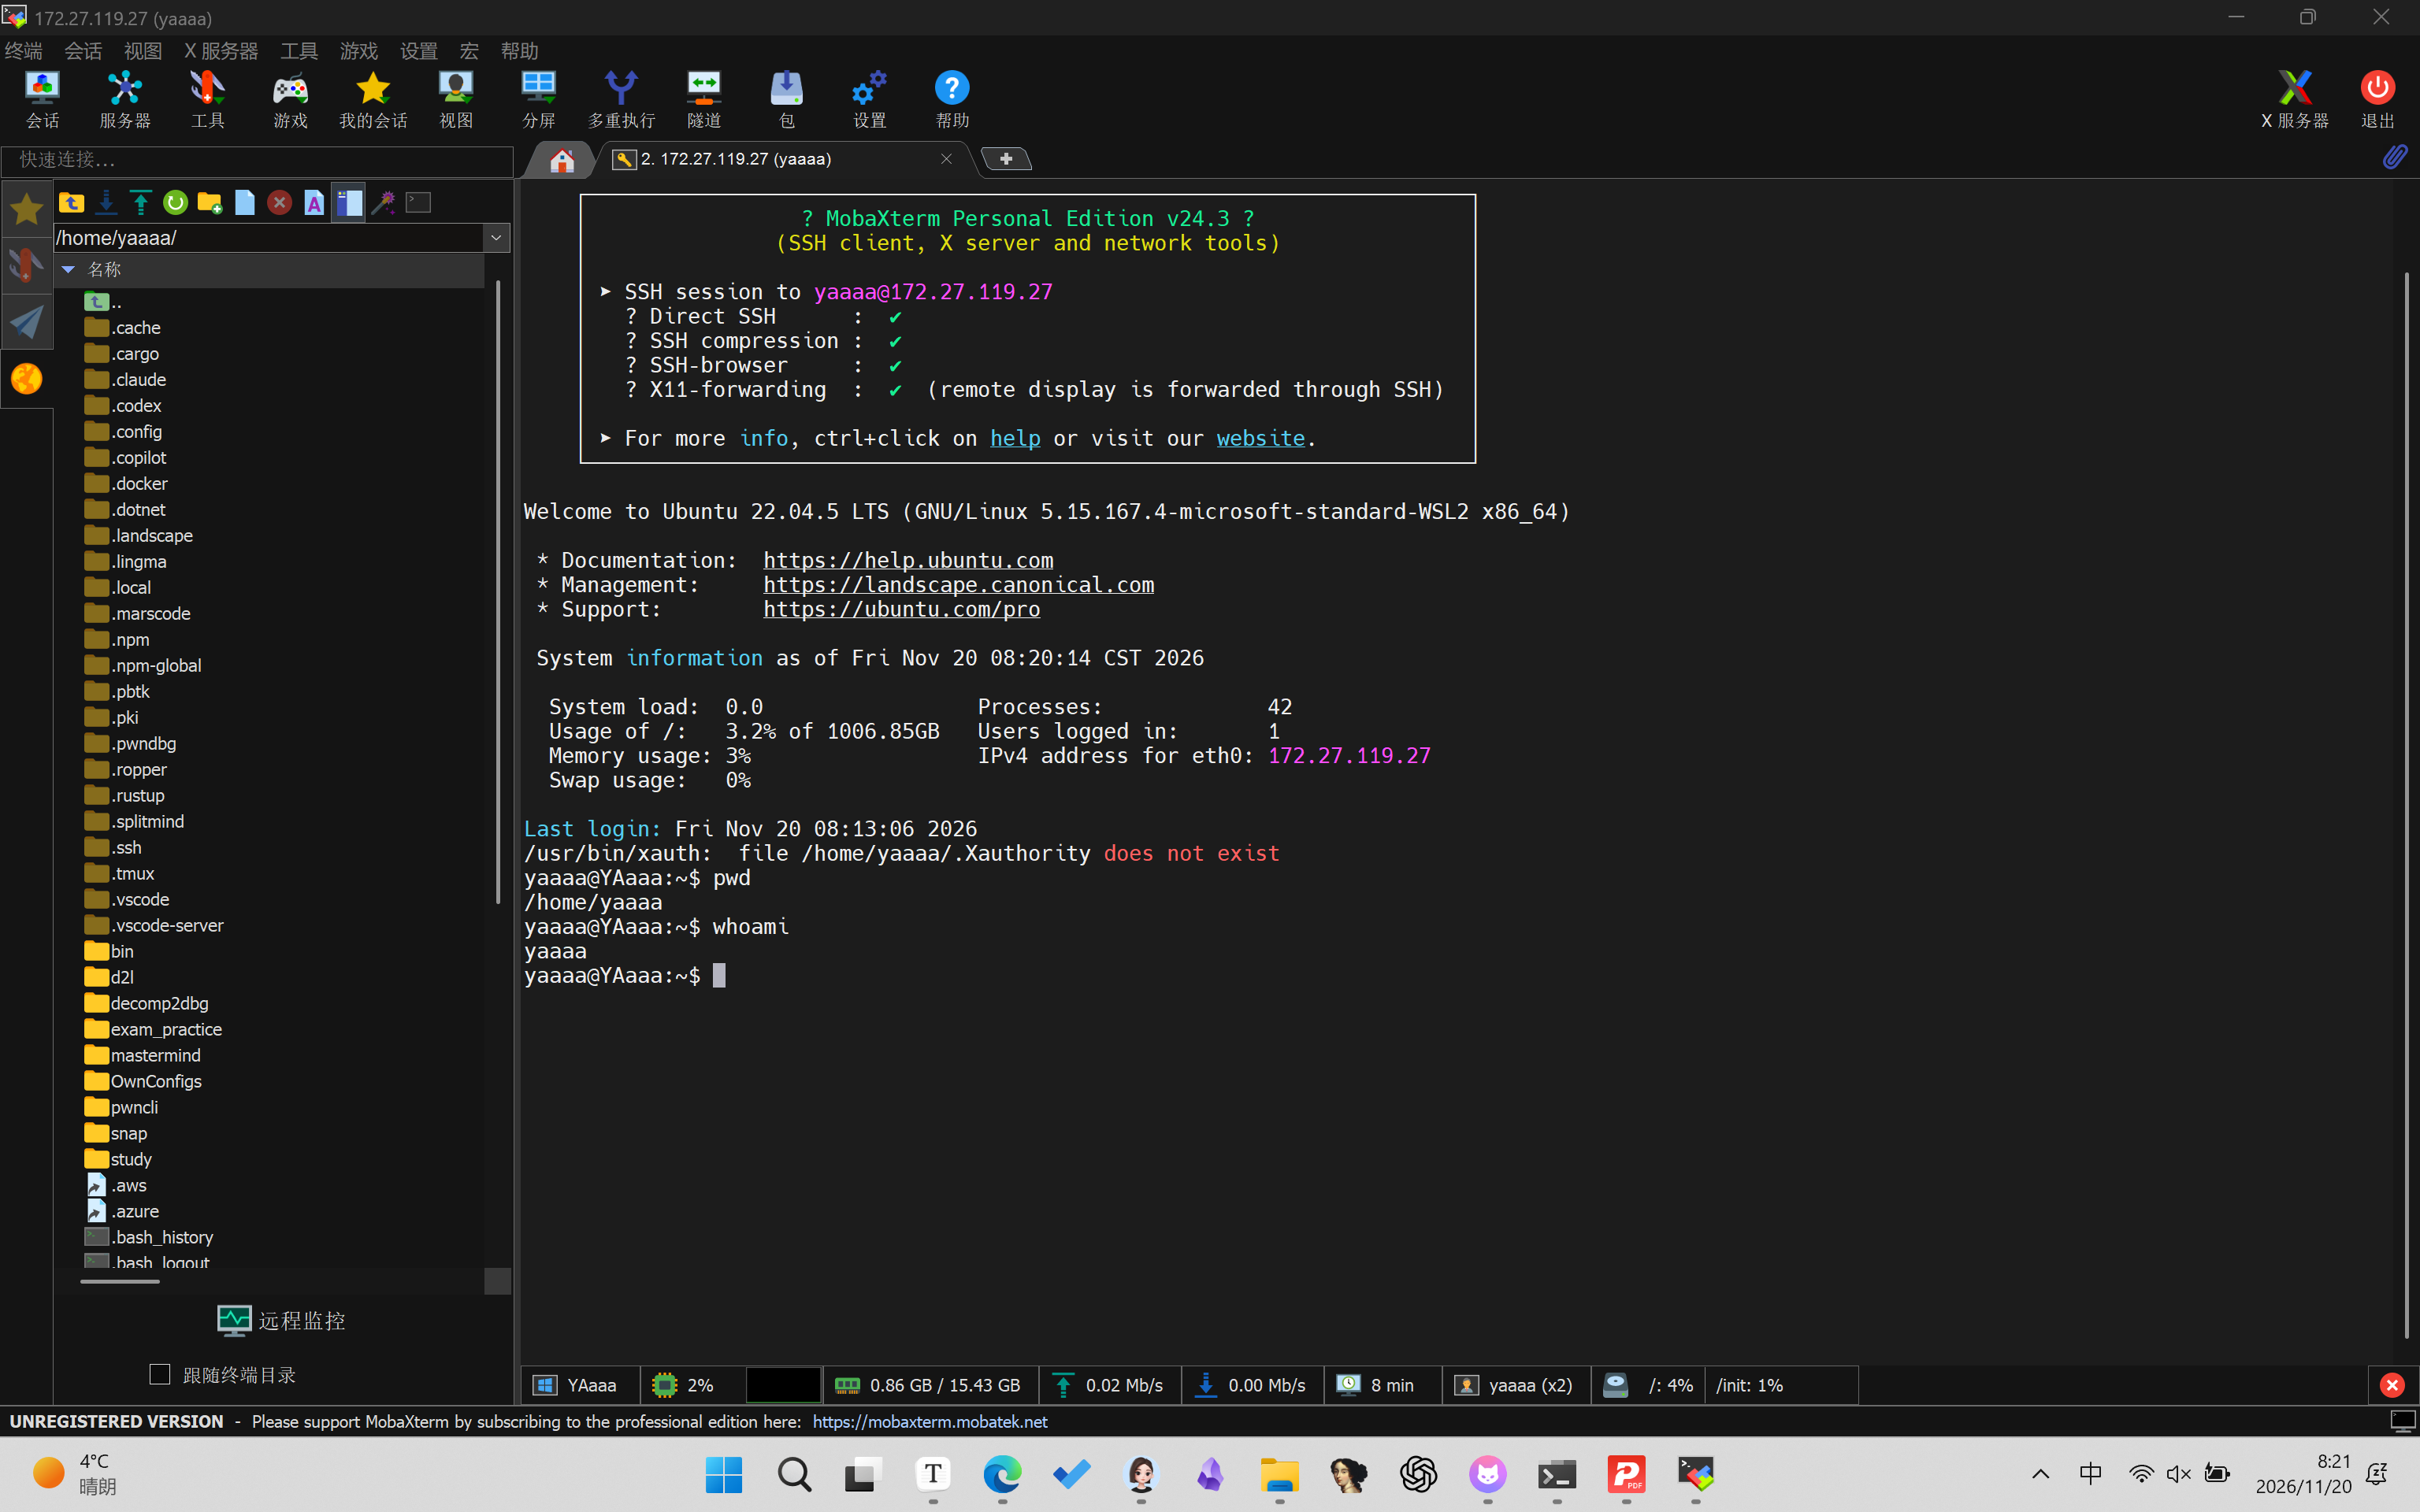 172.27.119.27 (yaaaa)
终端 会话 视图 X 服务器 工具 游戏 设置 宏 帮助
会话 服务器 工具 游戏 我的会话 视图 分屏 多重执行 隧道 包 设置 帮助 X 服务器 退出
快速连接...
2. 172.27.119.27 (yaaaa)
/home/yaaaa/
名称
..
.cache
.cargo
.claude
.codex
.config
.copilot
.docker
.dotnet
.landscape
.lingma
.local
.marscode
.npm
.npm-global
.pbtk
.pki
.pwndbg
.ropper
.rustup
.splitmind
.ssh
.tmux
.vscode
.vscode-server
bin
d2l
decomp2dbg
exam_practice
mastermind
OwnConfigs
pwncli
snap
study
.aws
.azure
.bash_history
.bash_logout
远程监控
跟随终端目录
? MobaXterm Personal Edition v24.3 ?
(SSH client, X server and network tools)
➤ SSH session to yaaaa@172.27.119.27
? Direct SSH : ✔
? SSH compression : ✔
? SSH-browser : ✔
? X11-forwarding : ✔ (remote display is forwarded through SSH)
➤ For more info, ctrl+click on help or visit our website.
Welcome to Ubuntu 22.04.5 LTS (GNU/Linux 5.15.167.4-microsoft-standard-WSL2 x86_64)
* Documentation: https://help.ubuntu.com
* Management: https://landscape.canonical.com
* Support: https://ubuntu.com/pro
System information as of Fri Nov 20 08:20:14 CST 2026
System load: 0.0 Processes: 42
Usage of /: 3.2% of 1006.85GB Users logged in: 1
Memory usage: 3% IPv4 address for eth0: 172.27.119.27
Swap usage: 0%
Last login: Fri Nov 20 08:13:06 2026
/usr/bin/xauth: file /home/yaaaa/.Xauthority does not exist
yaaaa@YAaaa:~$ pwd
/home/yaaaa
yaaaa@YAaaa:~$ whoami
yaaaa
yaaaa@YAaaa:~$
YAaaa 2% 0.86 GB / 15.43 GB 0.02 Mb/s 0.00 Mb/s 8 min yaaaa (x2) /: 4% /init: 1%
UNREGISTERED VERSION - Please support MobaXterm by subscribing to the professional edition here: https://mobaxterm.mobatek.net
4°C
晴朗
中
8:21
2026/11/20